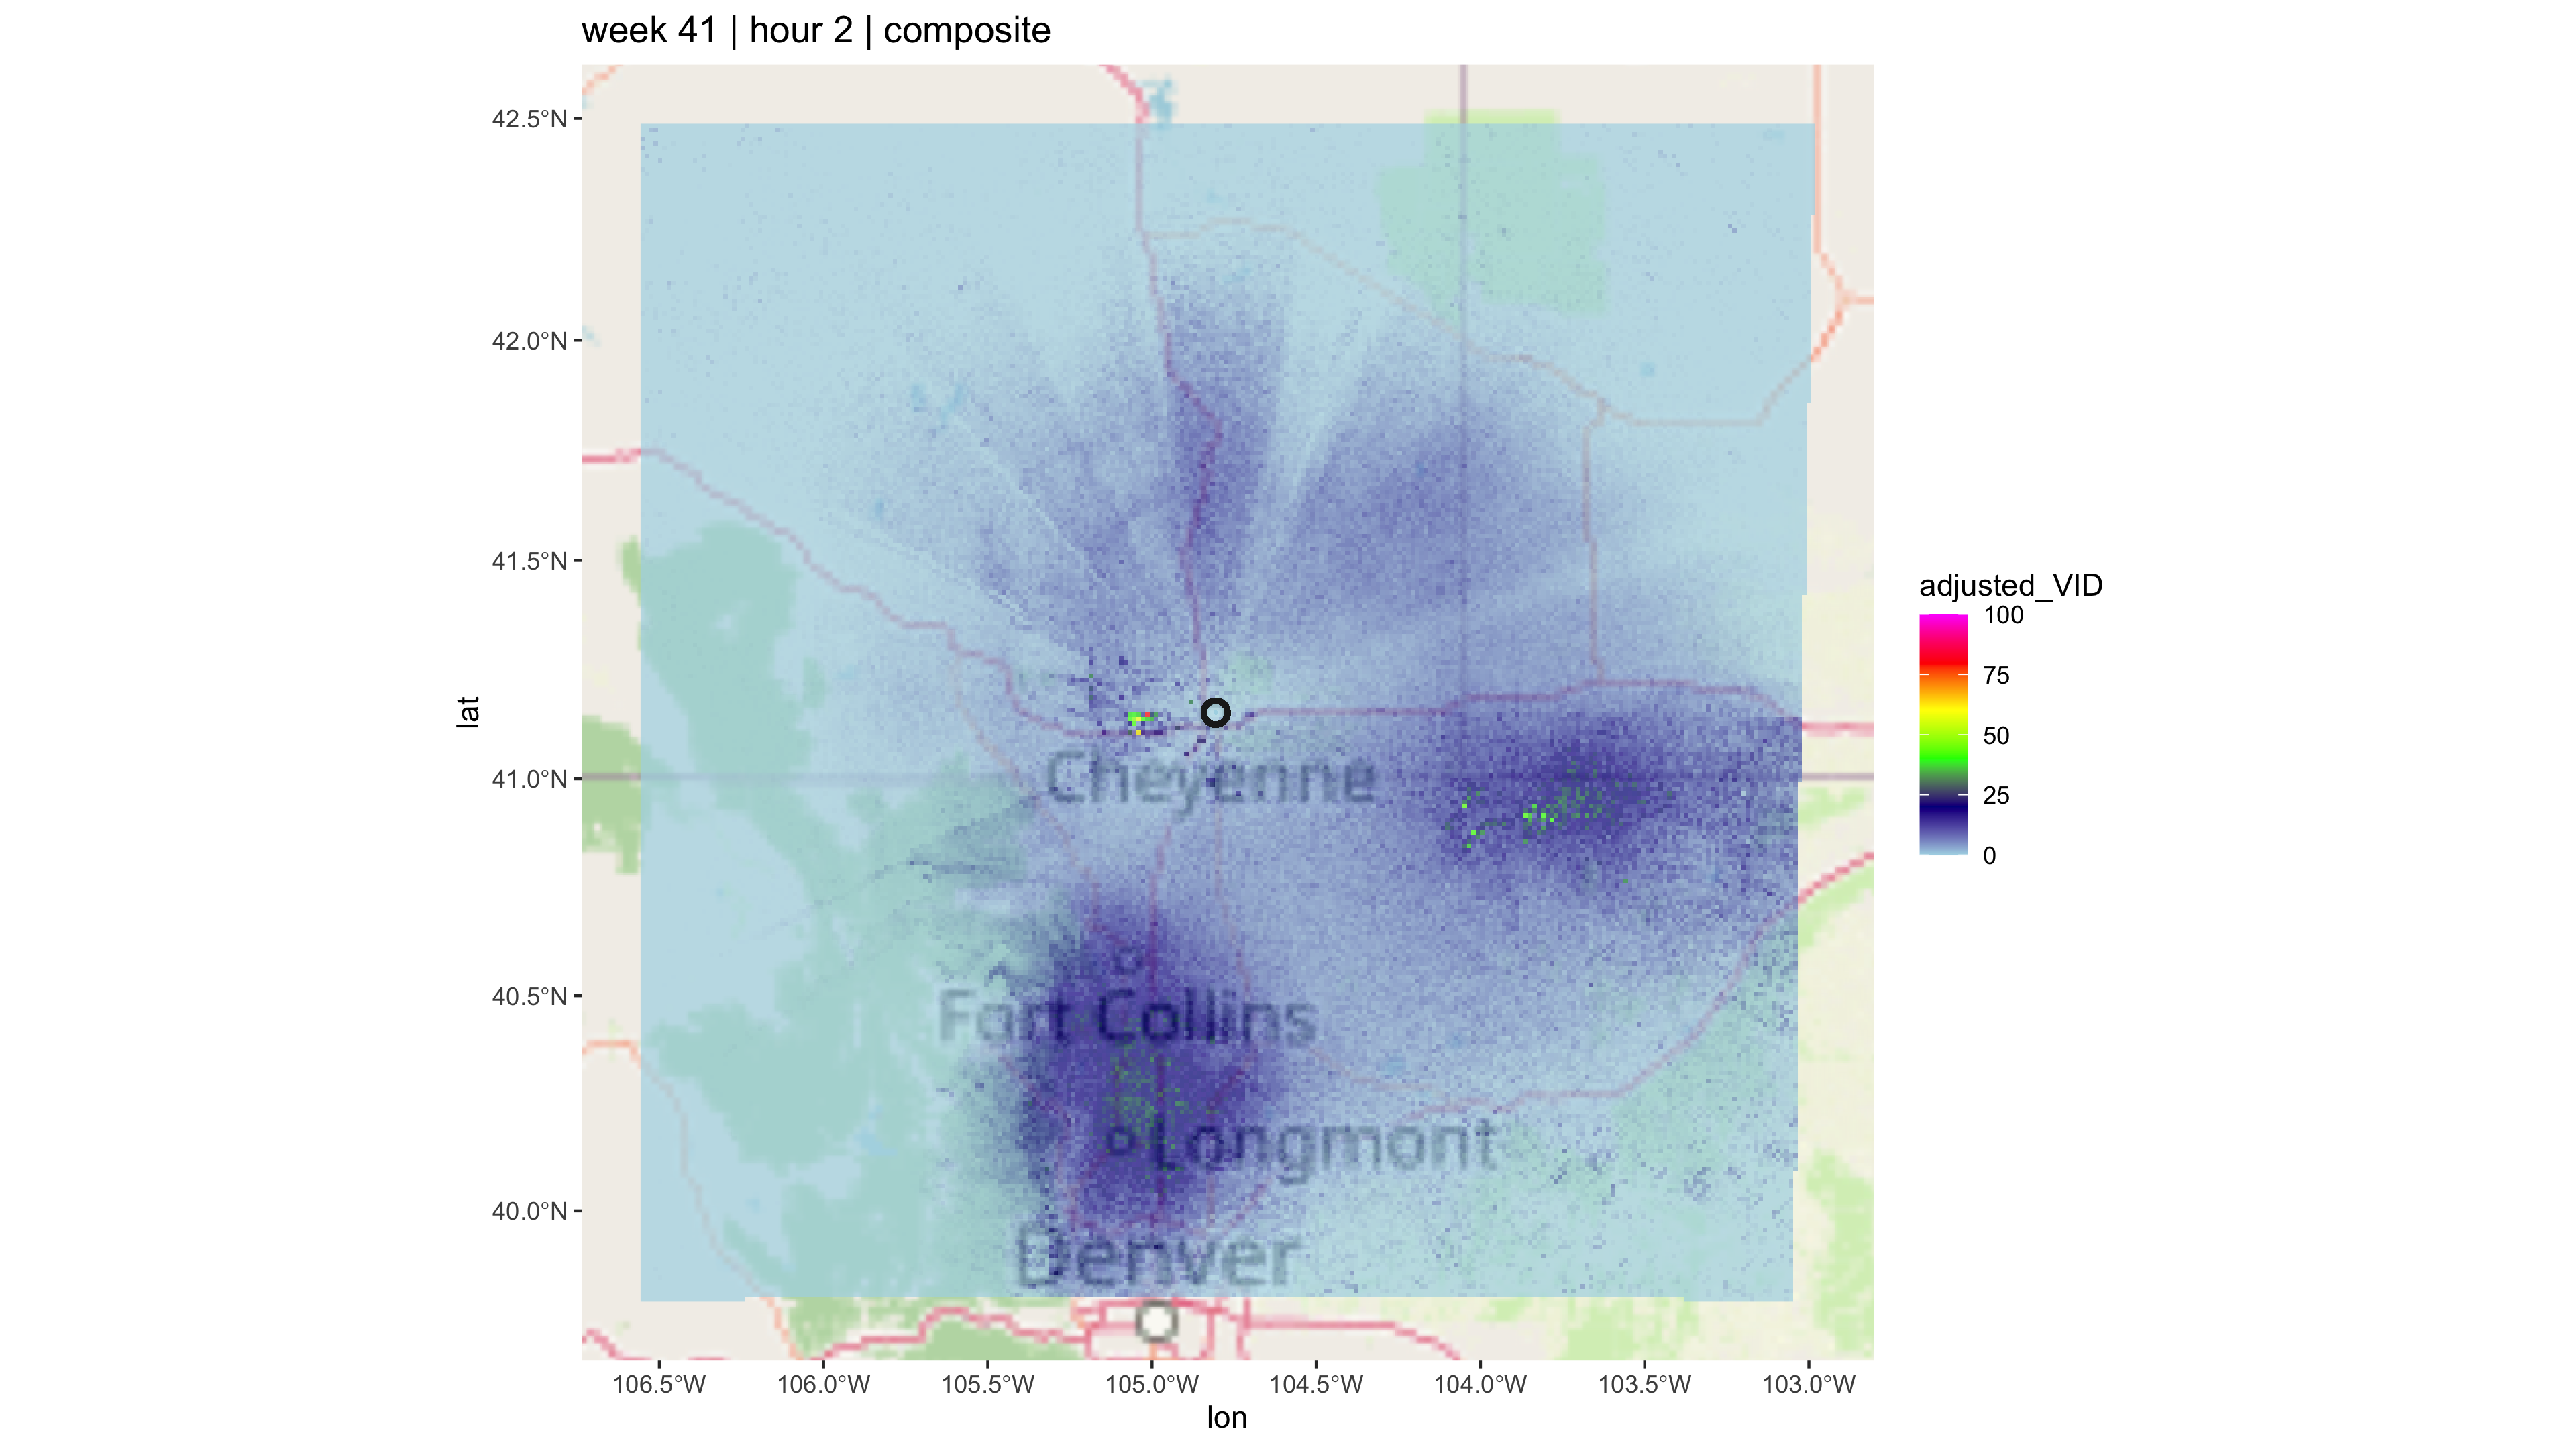 week 41 | hour 2 | composite
42.5°N
42.0°N
41.5°N
41.0°N
40.5°N
40.0°N
lat
Cheyenne
Fort Collins
Longmont
Denver
106.5°W 106.0°W 105.5°W 105.0°W 104.5°W 104.0°W 103.5°W 103.0°W
lon
adjusted_VID
100
75
50
25
0